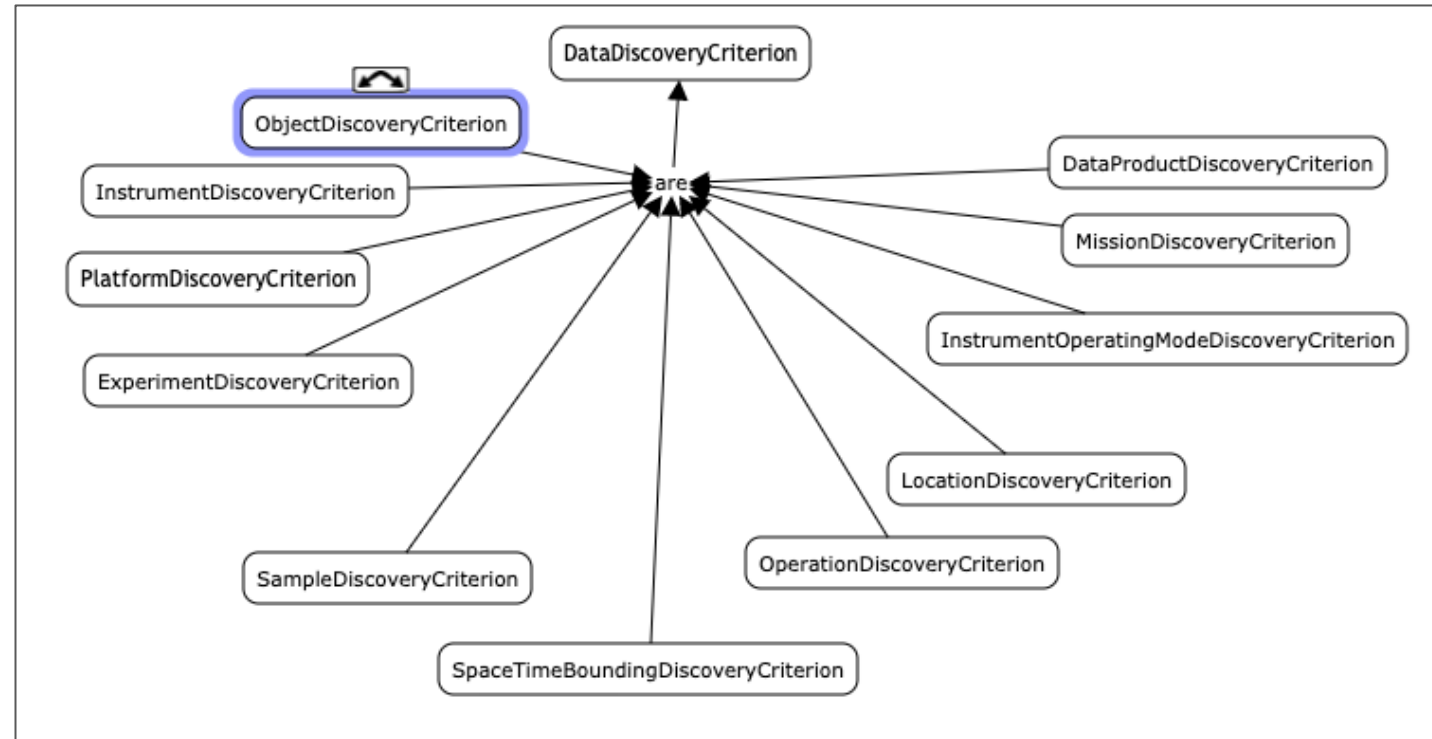 DataDiscoveryCriterion
ObjectDiscoveryCriterion
DataProductDiscoveryCriterion
InstrumentDiscoveryCriterion
are
MissionDiscoveryCriterion
PlatformDiscoveryCriterion
InstrumentOperatingModeDiscoveryCriterion
ExperimentDiscoveryCriterion
LocationDiscoveryCriterion
OperationDiscoveryCriterion
SampleDiscoveryCriterion
SpaceTimeBoundingDiscoveryCriterion